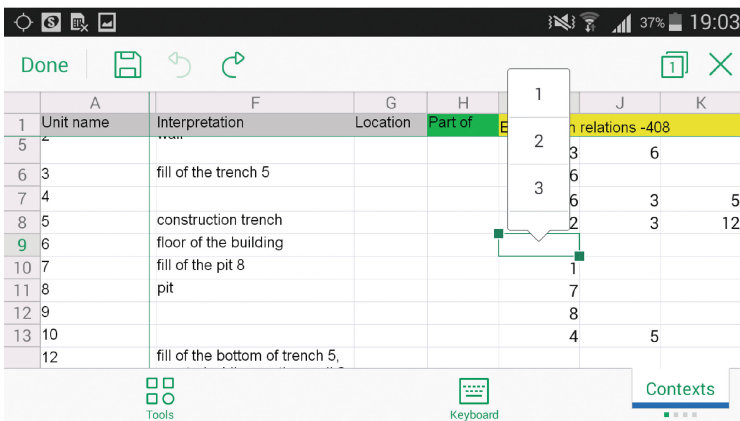 37% 19:03
Done 1
A F G H J K
1 Unit name Interpretation Location Part of E n relations -408
5 2 wall 3 6
6 3 fill of the trench 5 6
7 4 6 3 5
8 5 construction trench 2 3 12
9 6 floor of the building
10 7 fill of the pit 8 1
11 8 pit 7
12 9 8
13 10 4 5
12 fill of the bottom of trench 5,
1
2
3
Tools Keyboard Contexts